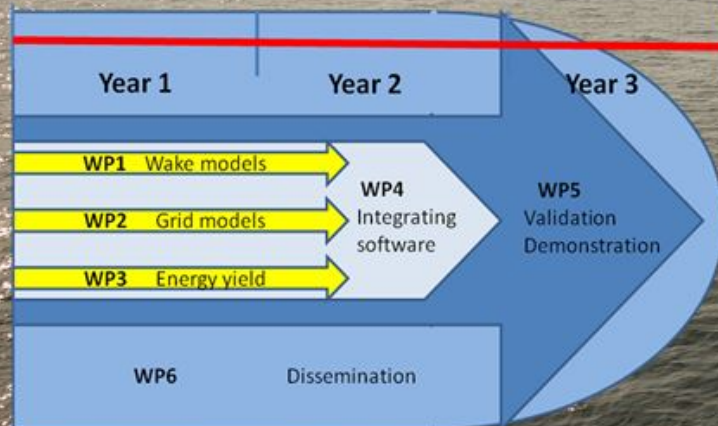 Year 1 Year 2 Year 3
WP1 Wake models
WP2 Grid models
WP3 Energy yield
WP4
Integrating
software
WP5
Validation
Demonstration
WP6 Dissemination